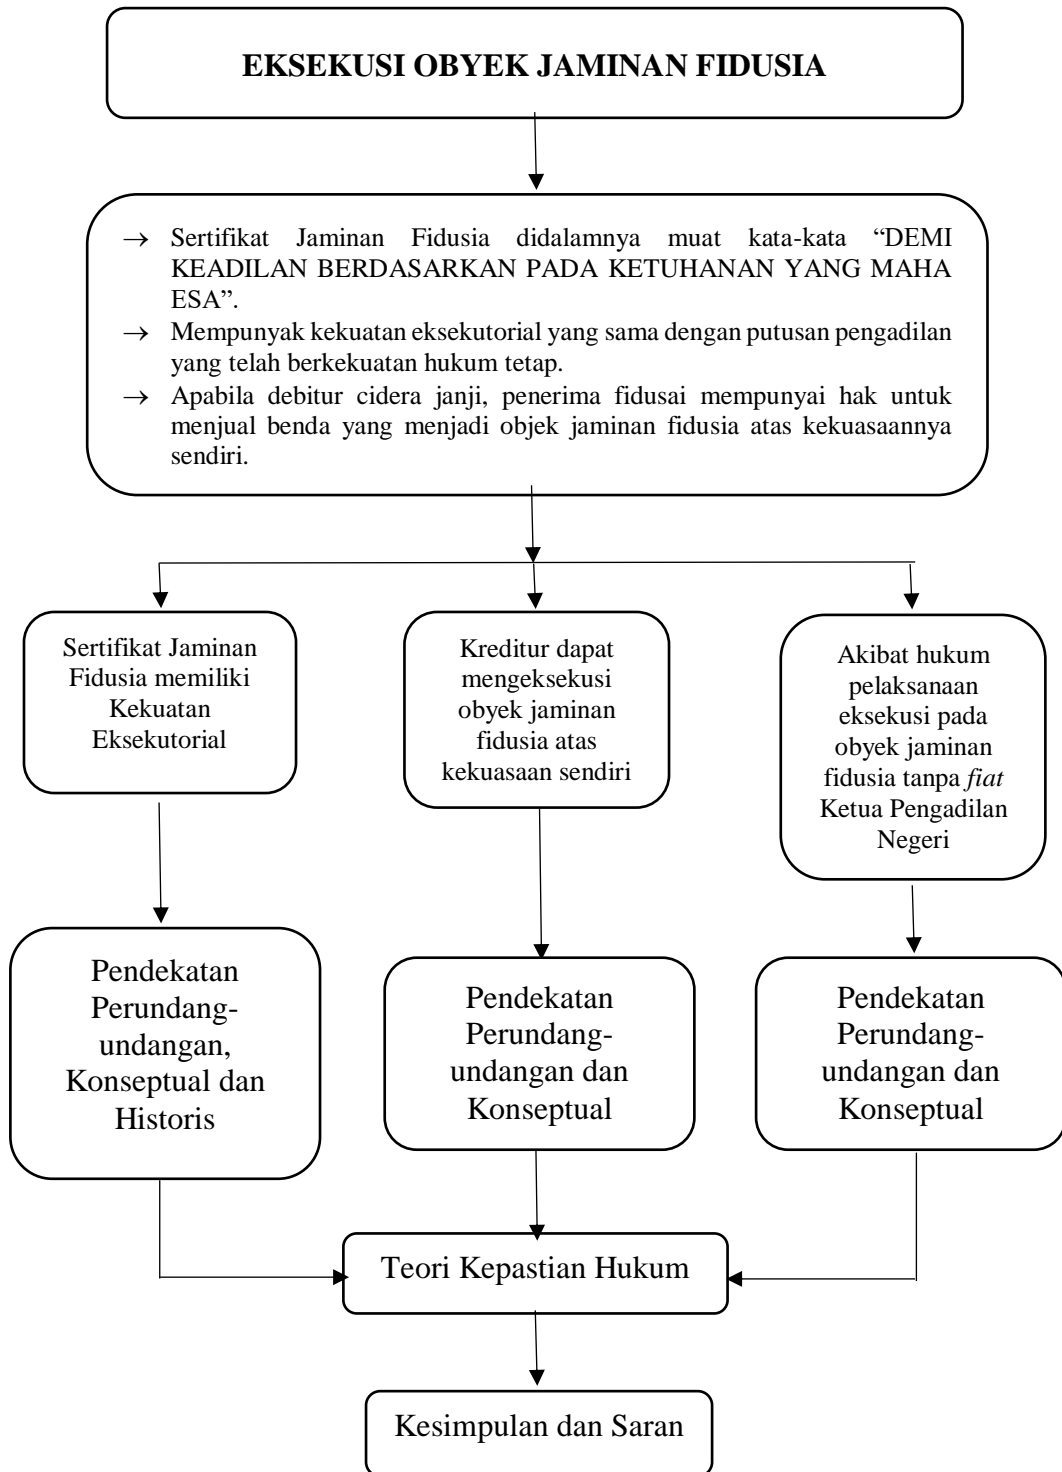 EKSEKUSI OBYEK JAMINAN FIDUSIA
→ Sertifikat Jaminan Fidusia didalamnya muat kata-kata “DEMI
KEADILAN BERDASARKAN PADA KETUHANAN YANG MAHA
ESA”.
→ Mempunyak kekuatan eksekutorial yang sama dengan putusan pengadilan
yang telah berkekuatan hukum tetap.
→ Apabila debitur cidera janji, penerima fidusai mempunyai hak untuk
menjual benda yang menjadi objek jaminan fidusia atas kekuasaannya
sendiri.
Sertifikat Jaminan
Fidusia memiliki
Kekuatan
Eksekutorial
Kreditur dapat
mengeksekusi
obyek jaminan
fidusia atas
kekuasaan sendiri
Akibat hukum
pelaksanaan
eksekusi pada
obyek jaminan
fidusia tanpa fiat
Ketua Pengadilan
Negeri
Pendekatan
Perundang-
undangan,
Konseptual dan
Historis
Pendekatan
Perundang-
undangan dan
Konseptual
Pendekatan
Perundang-
undangan dan
Konseptual
Teori Kepastian Hukum
Kesimpulan dan Saran